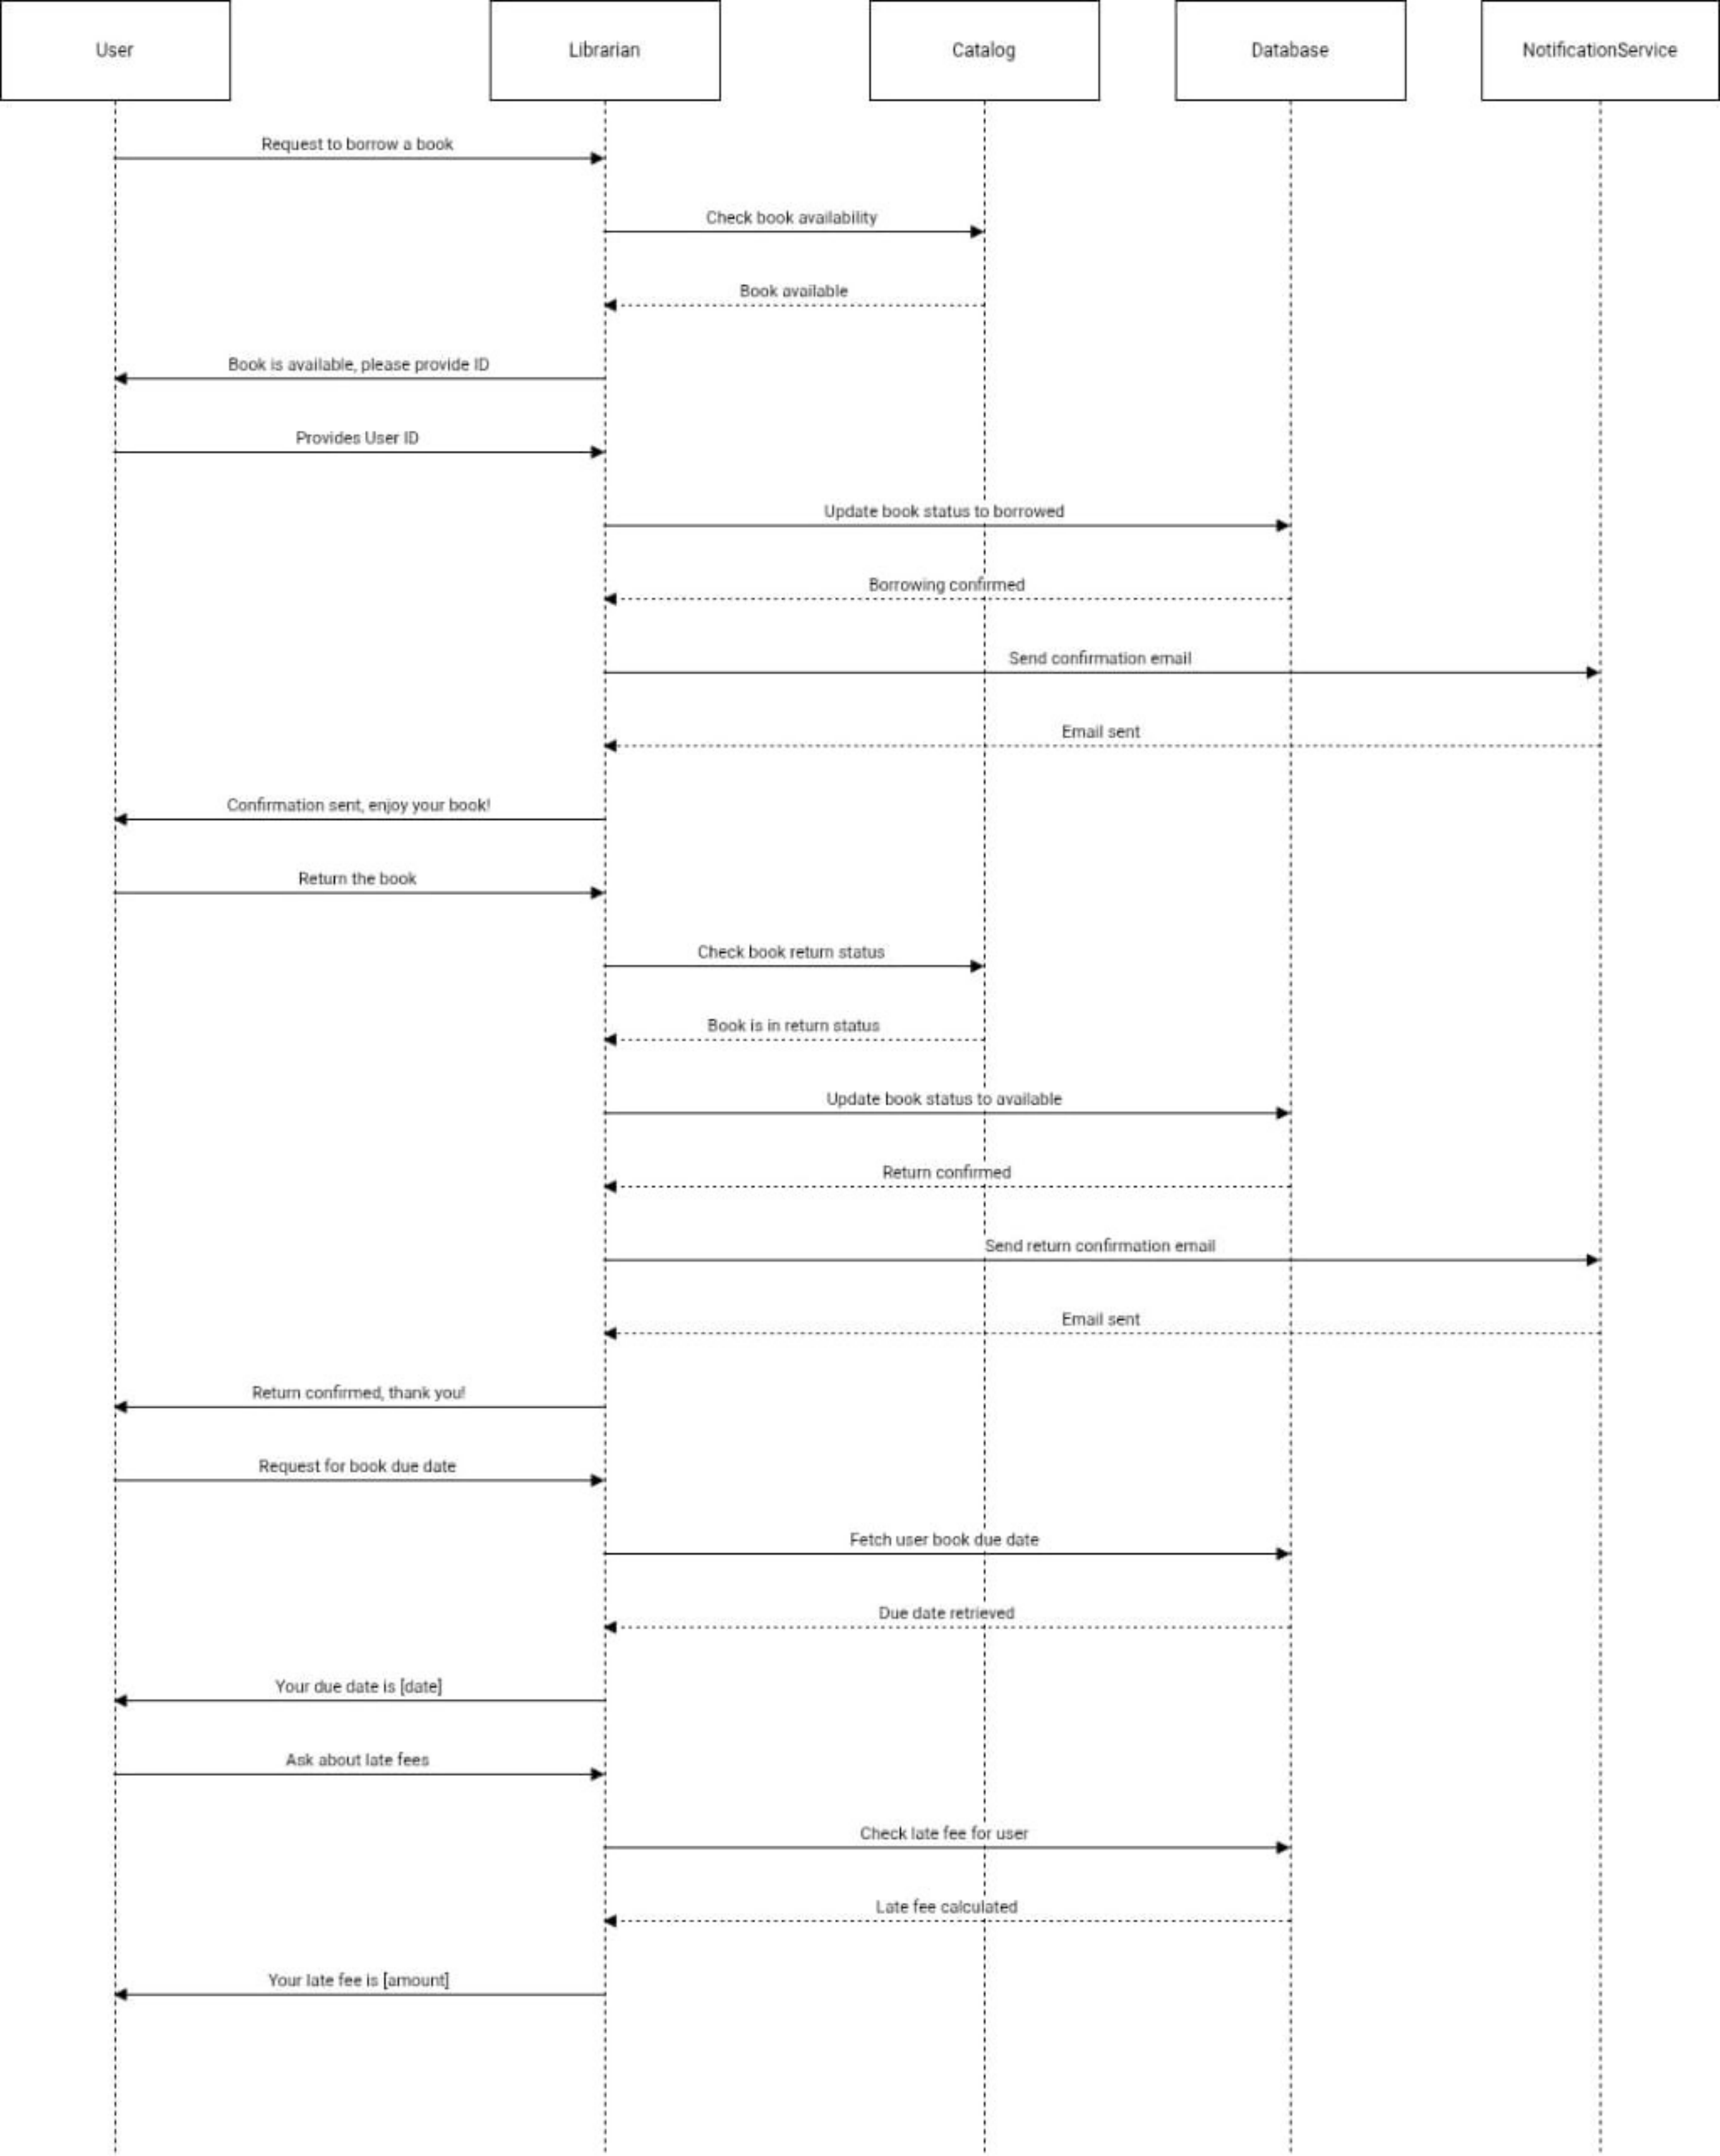 User
Librarian
Catalog
Database
NotificationService
Request to borrow a book
Check book availability
Book available
Book is available, please provide ID
Provides User ID
Update book status to borrowed
Borrowing confirmed
Send confirmation email
Email sent
Confirmation sent, enjoy your book!
Return the book
Check book return status
Book is in return status
Update book status to available
Return confirmed
Send return confirmation email
Email sent
Return confirmed, thank you!
Request for book due date
Fetch user book due date
Due date retrieved
Your due date is [date]
Ask about late fees
Check late fee for user
Late fee calculated
Your late fee is [amount]